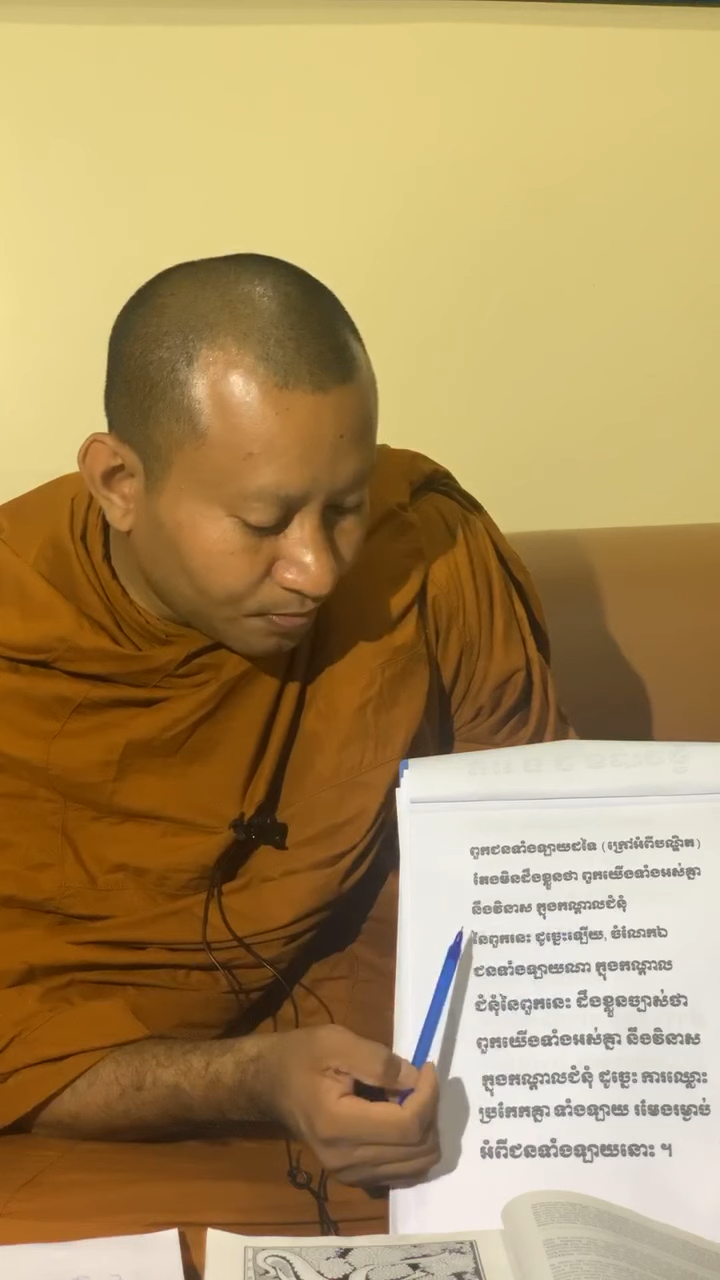 ពួកជនទាំងឡាយដទៃ (ក្រៅអំពីបណ្ឌិត)
តែងមិនដឹងខ្លួនថា ពួកយើងទាំងអស់គ្នា
នឹងវិនាស ក្នុងកណ្ដាលជំនុំ
នៃពួកនេះ ដូច្នេះឡើយ, ចំណែកឯ
ជនទាំងឡាយណា ក្នុងកណ្ដាល
ជំនុំនៃពួកនេះ ដឹងខ្លួនច្បាស់ថា
ពួកយើងទាំងអស់គ្នា នឹងវិនាស
ក្នុងកណ្ដាលជំនុំ ដូច្នេះ ការឈ្លោះ
ប្រកែកគ្នា ទាំងឡាយ រមែងរម្ងាប់
អំពីជនទាំងឡាយនោះ ។